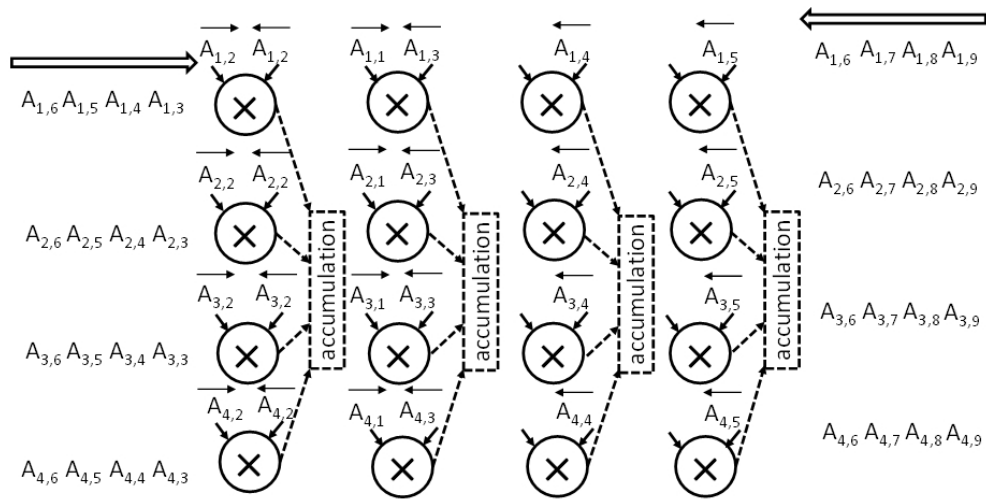 A1,2 A1,2 A1,1 A1,3 A1,4 A1,5 A1,6 A1,7 A1,8 A1,9
A1,6 A1,5 A1,4 A1,3
A2,2 A2,2 A2,1 A2,3 A2,4 A2,5 A2,6 A2,7 A2,8 A2,9
A2,6 A2,5 A2,4 A2,3
accumulation accumulation accumulation accumulation
A3,2 A3,2 A3,1 A3,3 A3,4 A3,5 A3,6 A3,7 A3,8 A3,9
A3,6 A3,5 A3,4 A3,3
A4,2 A4,2 A4,1 A4,3 A4,4 A4,5 A4,6 A4,7 A4,8 A4,9
A4,6 A4,5 A4,4 A4,3